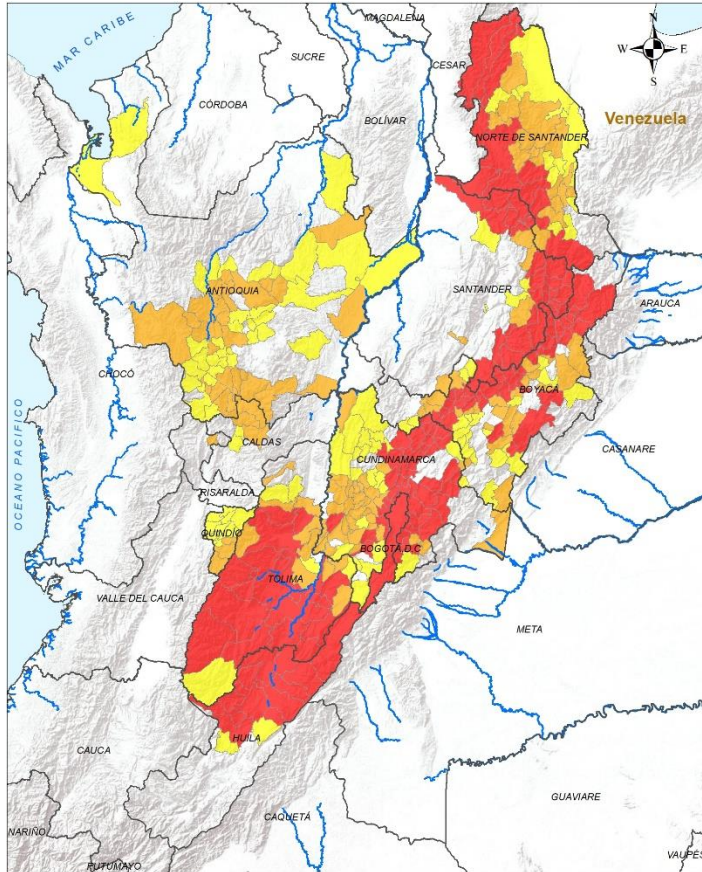 MAGDALENA
MAR CARIBE
SUCRE
CESAR
N
W E
S
CÓRDOBA
BOLÍVAR
NORTE DE SANTANDER
Venezuela
ANTIOQUIA
SANTANDER
ARAUCA
CHOCÓ
BOYACÁ
CALDAS
CUNDINAMARCA
CASANARE
OCEANO PACIFICO
RISARALDA
QUINDÍO
BOGOTÁ, D.C
TOLIMA
VALLE DEL CAUCA
META
HUILA
CAUCA
GUAVIARE
CAQUETÁ
NARIÑO
PUTUMAYO
VAUPÉS